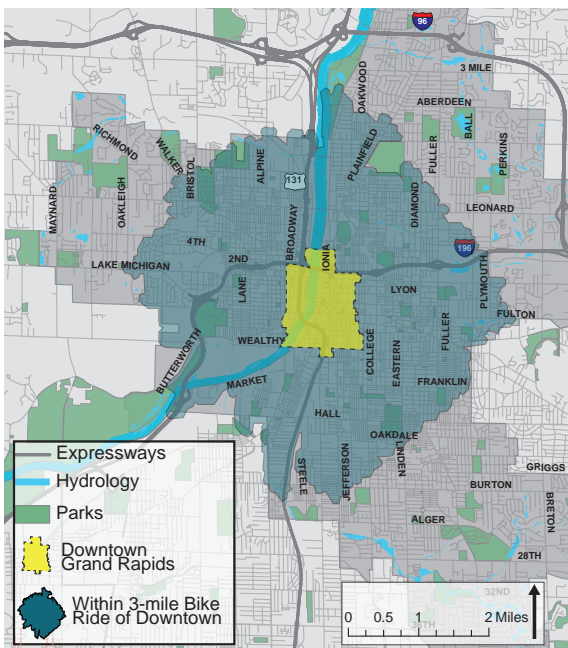 96
3 MILE
OAKWOOD
ABERDEEN
BALL
RICHMOND
WALKER
FULLER
PERKINS
PLAINFIELD
ALPINE
BRISTOL
131
MAYNARD
OAKLEIGH
DIAMOND
LEONARD
BROADWAY
4TH
IONIA
196
2ND
LAKE MICHIGAN
PLYMOUTH
LANE
LYON
FULTON
FULLER
WEALTHY
COLLEGE
EASTERN
BUTTERWORTH
MARKET
FRANKLIN
HALL
OAKDALE
LINDEN
STEELE
JEFFERSON
GRIGGS
BURTON
BRETON
ALGER
28TH
32ND
36TH
Expressways
Hydrology
Parks
Downtown
Grand Rapids
Within 3-mile Bike
Ride of Downtown
0 0.5 1 2 Miles